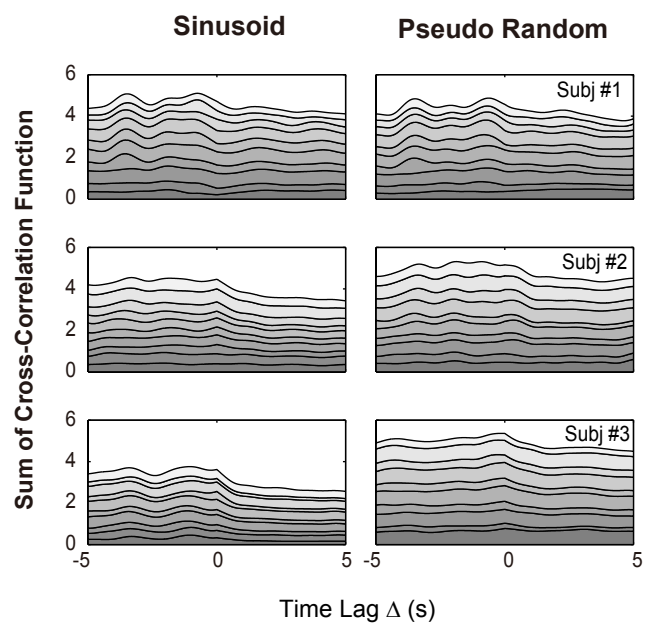 Sinusoid Pseudo Random
Sum of Cross-Correlation Function
6
4
2
0
Subj #1
6
4
2
0
Subj #2
6
4
2
0
Subj #3
-5 0 5 -5 0 5
Time Lag Δ (s)